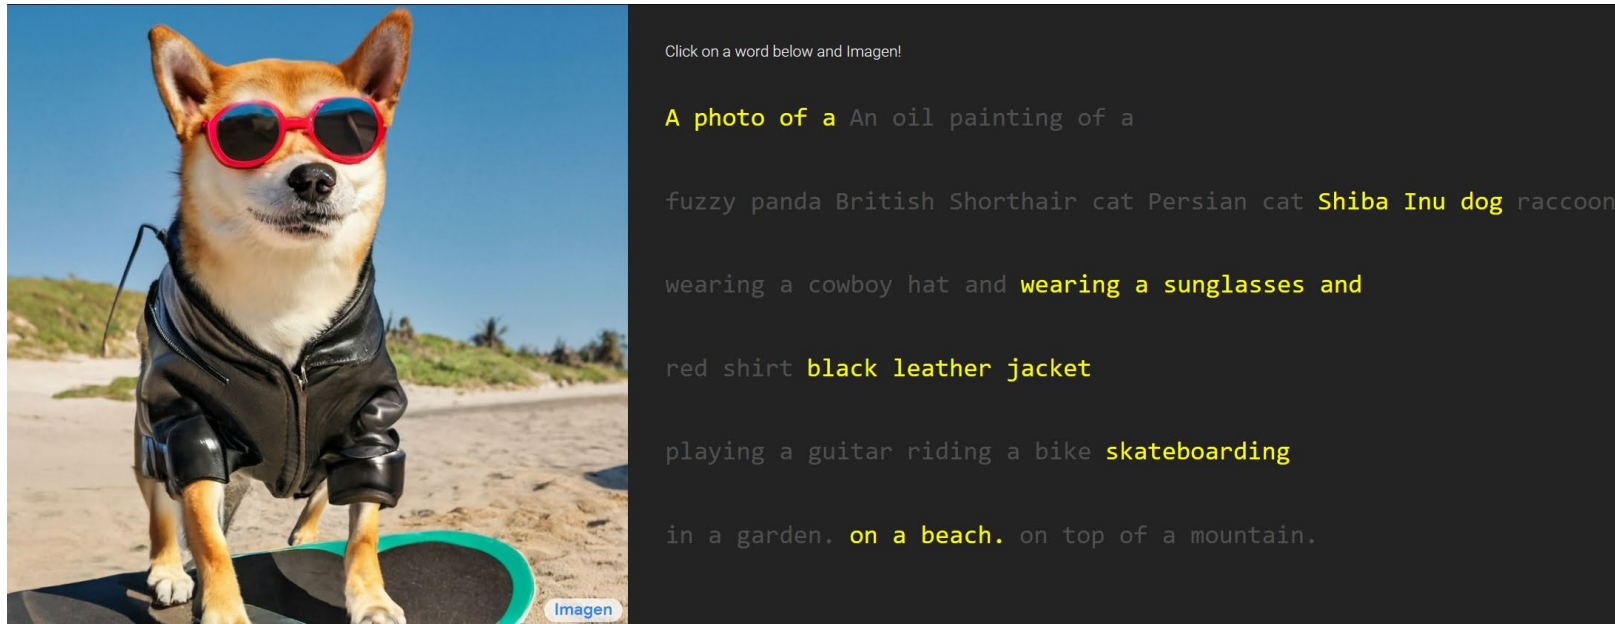 Click on a word below and Imagen!
A photo of a An oil painting of a
fuzzy panda British Shorthair cat Persian cat Shiba Inu dog raccoon
wearing a cowboy hat and wearing a sunglasses and
red shirt black leather jacket
playing a guitar riding a bike skateboarding
in a garden. on a beach. on top of a mountain.
Imagen